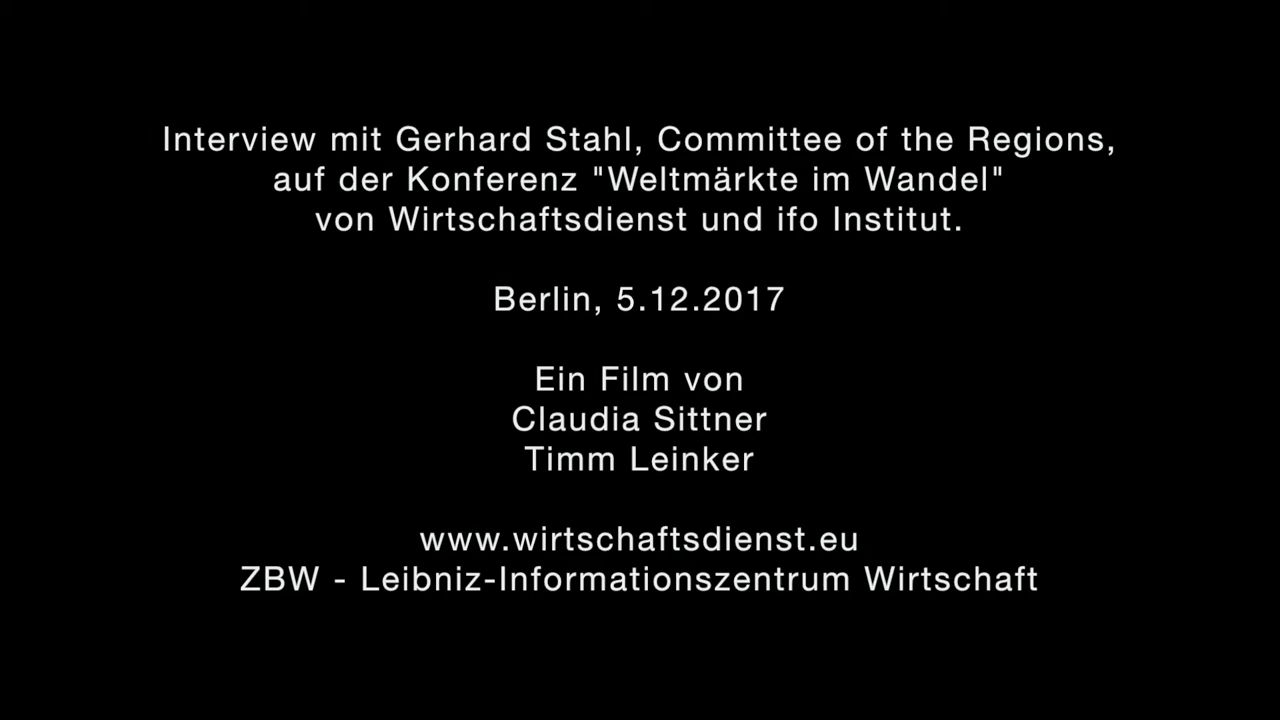 Interview mit Gerhard Stahl, Committee of the Regions,
auf der Konferenz "Weltmärkte im Wandel"
von Wirtschaftsdienst und ifo Institut.
Berlin, 5.12.2017
Ein Film von
Claudia Sittner
Timm Leinker
www.wirtschaftsdienst.eu
ZBW - Leibniz-Informationszentrum Wirtschaft